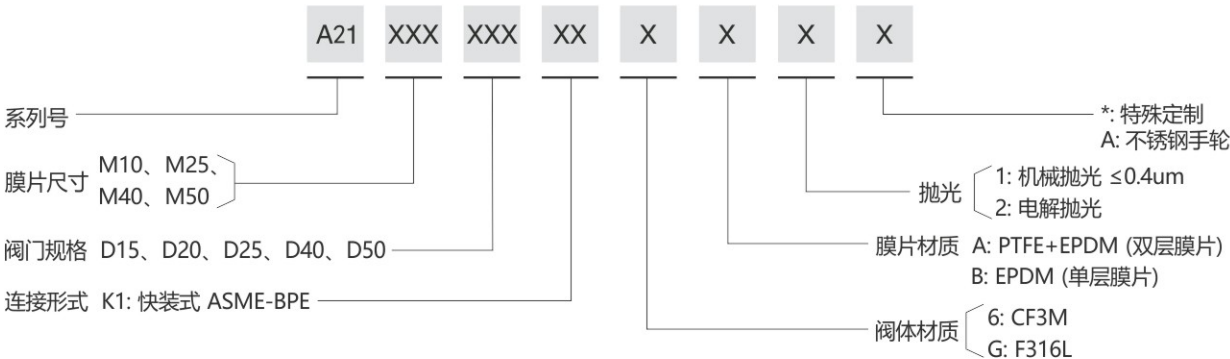 A21 XXX XXX XX X X X X
系列号
*: 特殊定制
A: 不锈钢手轮
膜片尺寸 M10、M25、
M40、M50
抛光 1: 机械抛光 ≤0.4um
2: 电解抛光
阀门规格 D15、D20、D25、D40、D50
膜片材质 A: PTFE+EPDM (双层膜片)
B: EPDM (单层膜片)
连接形式 K1: 快装式 ASME-BPE
阀体材质 6: CF3M
G: F316L